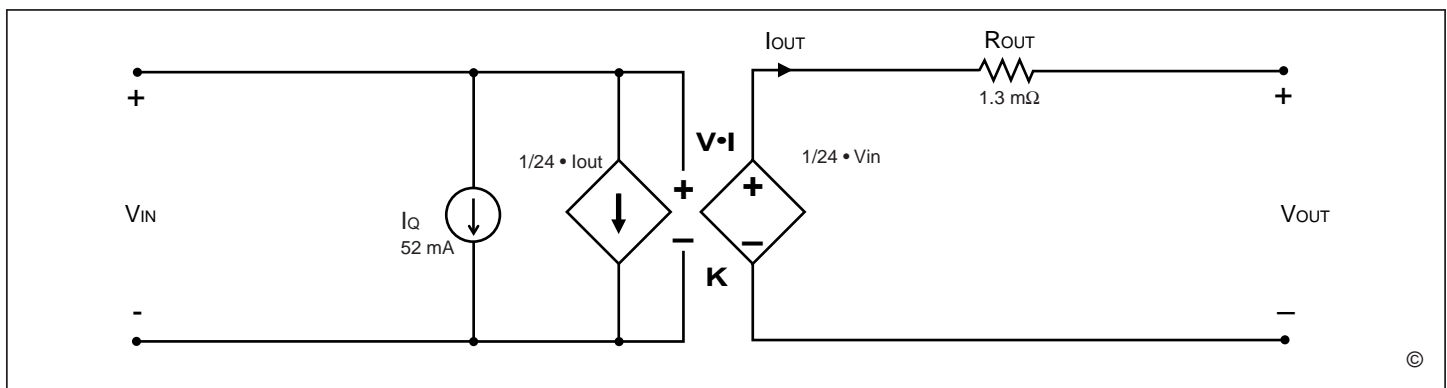 IOUT
ROUT
1.3 mΩ
+
+
V•I
1/24 • Iout
1/24 • Vin
+
+
VIN
IQ
52 mA
VOUT
–
–
K
-
–
©